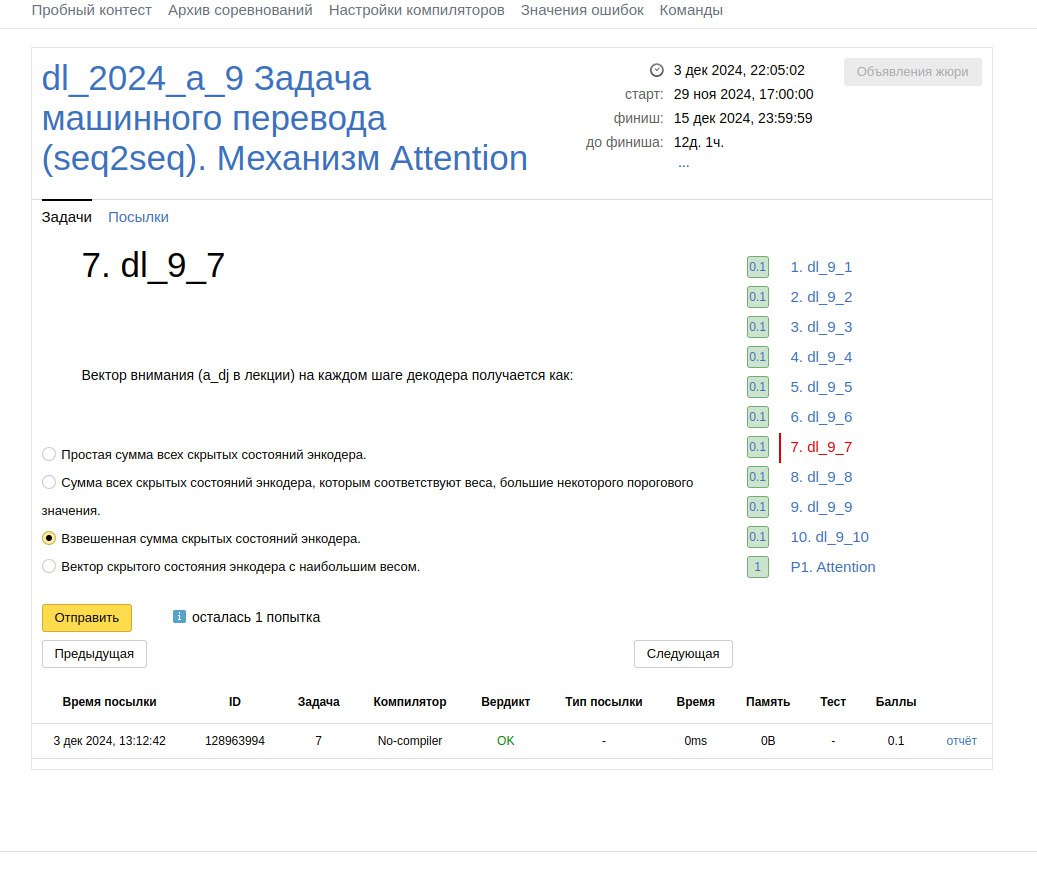 Пробный контест Архив соревнований Настройки компиляторов Значения ошибок Команды
dl_2024_a_9 Задача
машинного перевода
(seq2seq). Механизм Attention
3 дек 2024, 22:05:02
старт: 29 ноя 2024, 17:00:00
финиш: 15 дек 2024, 23:59:59
до финиша: 12д. 1ч.
...
Объявления жюри
Задачи Посылки
7. dl_9_7
Вектор внимания (a_dj в лекции) на каждом шаге декодера получается как:
Простая сумма всех скрытых состояний энкодера.
Сумма всех скрытых состояний энкодера, которым соответствуют веса, большие некоторого порогового
значения.
Взвешенная сумма скрытых состояний энкодера.
Вектор скрытого состояния энкодера с наибольшим весом.
Отправить i осталась 1 попытка
Предыдущая Следующая
0.1 1. dl_9_1
0.1 2. dl_9_2
0.1 3. dl_9_3
0.1 4. dl_9_4
0.1 5. dl_9_5
0.1 6. dl_9_6
0.1 7. dl_9_7
0.1 8. dl_9_8
0.1 9. dl_9_9
0.1 10. dl_9_10
1 P1. Attention
Время посылки ID Задача Компилятор Вердикт Тип посылки Время Память Тест Баллы
3 дек 2024, 13:12:42 128963994 7 No-compiler OK - 0ms 0B - 0.1 отчёт